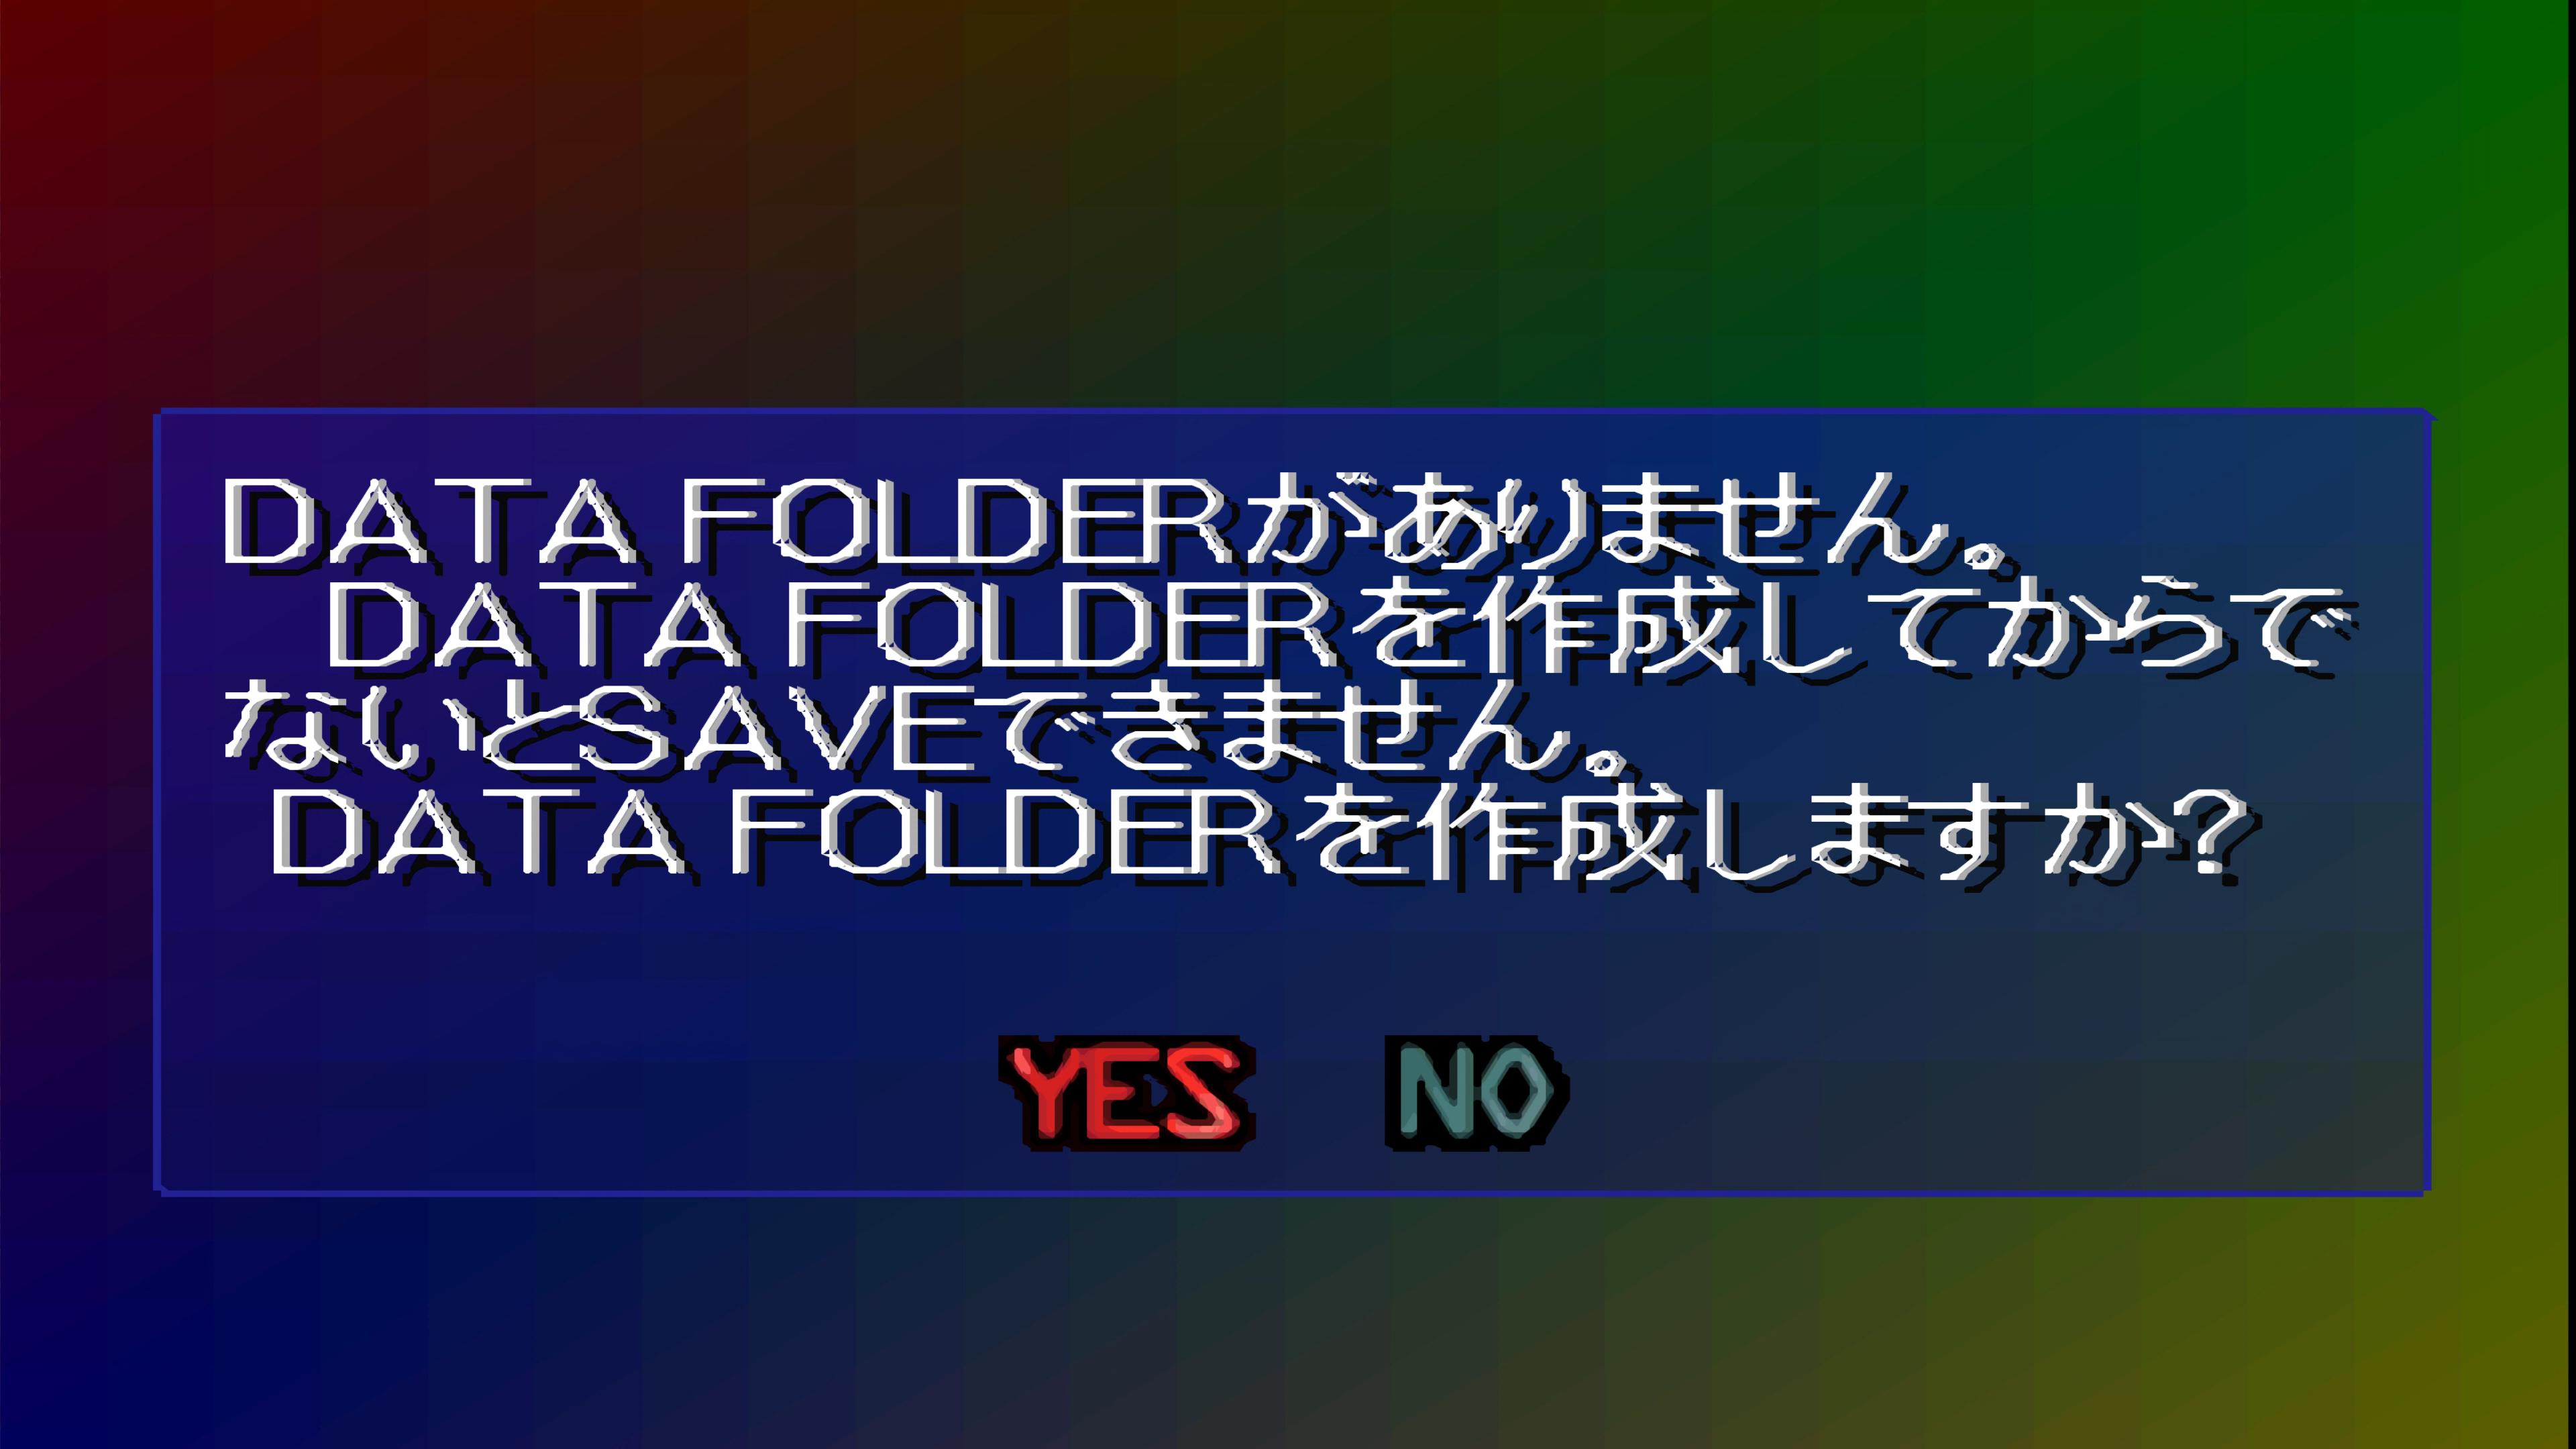 DATA FOLDERがありません。
DATA FOLDERを作成してからで
ないとSAVEできません。
DATA FOLDERを作成しますか?
YES NO